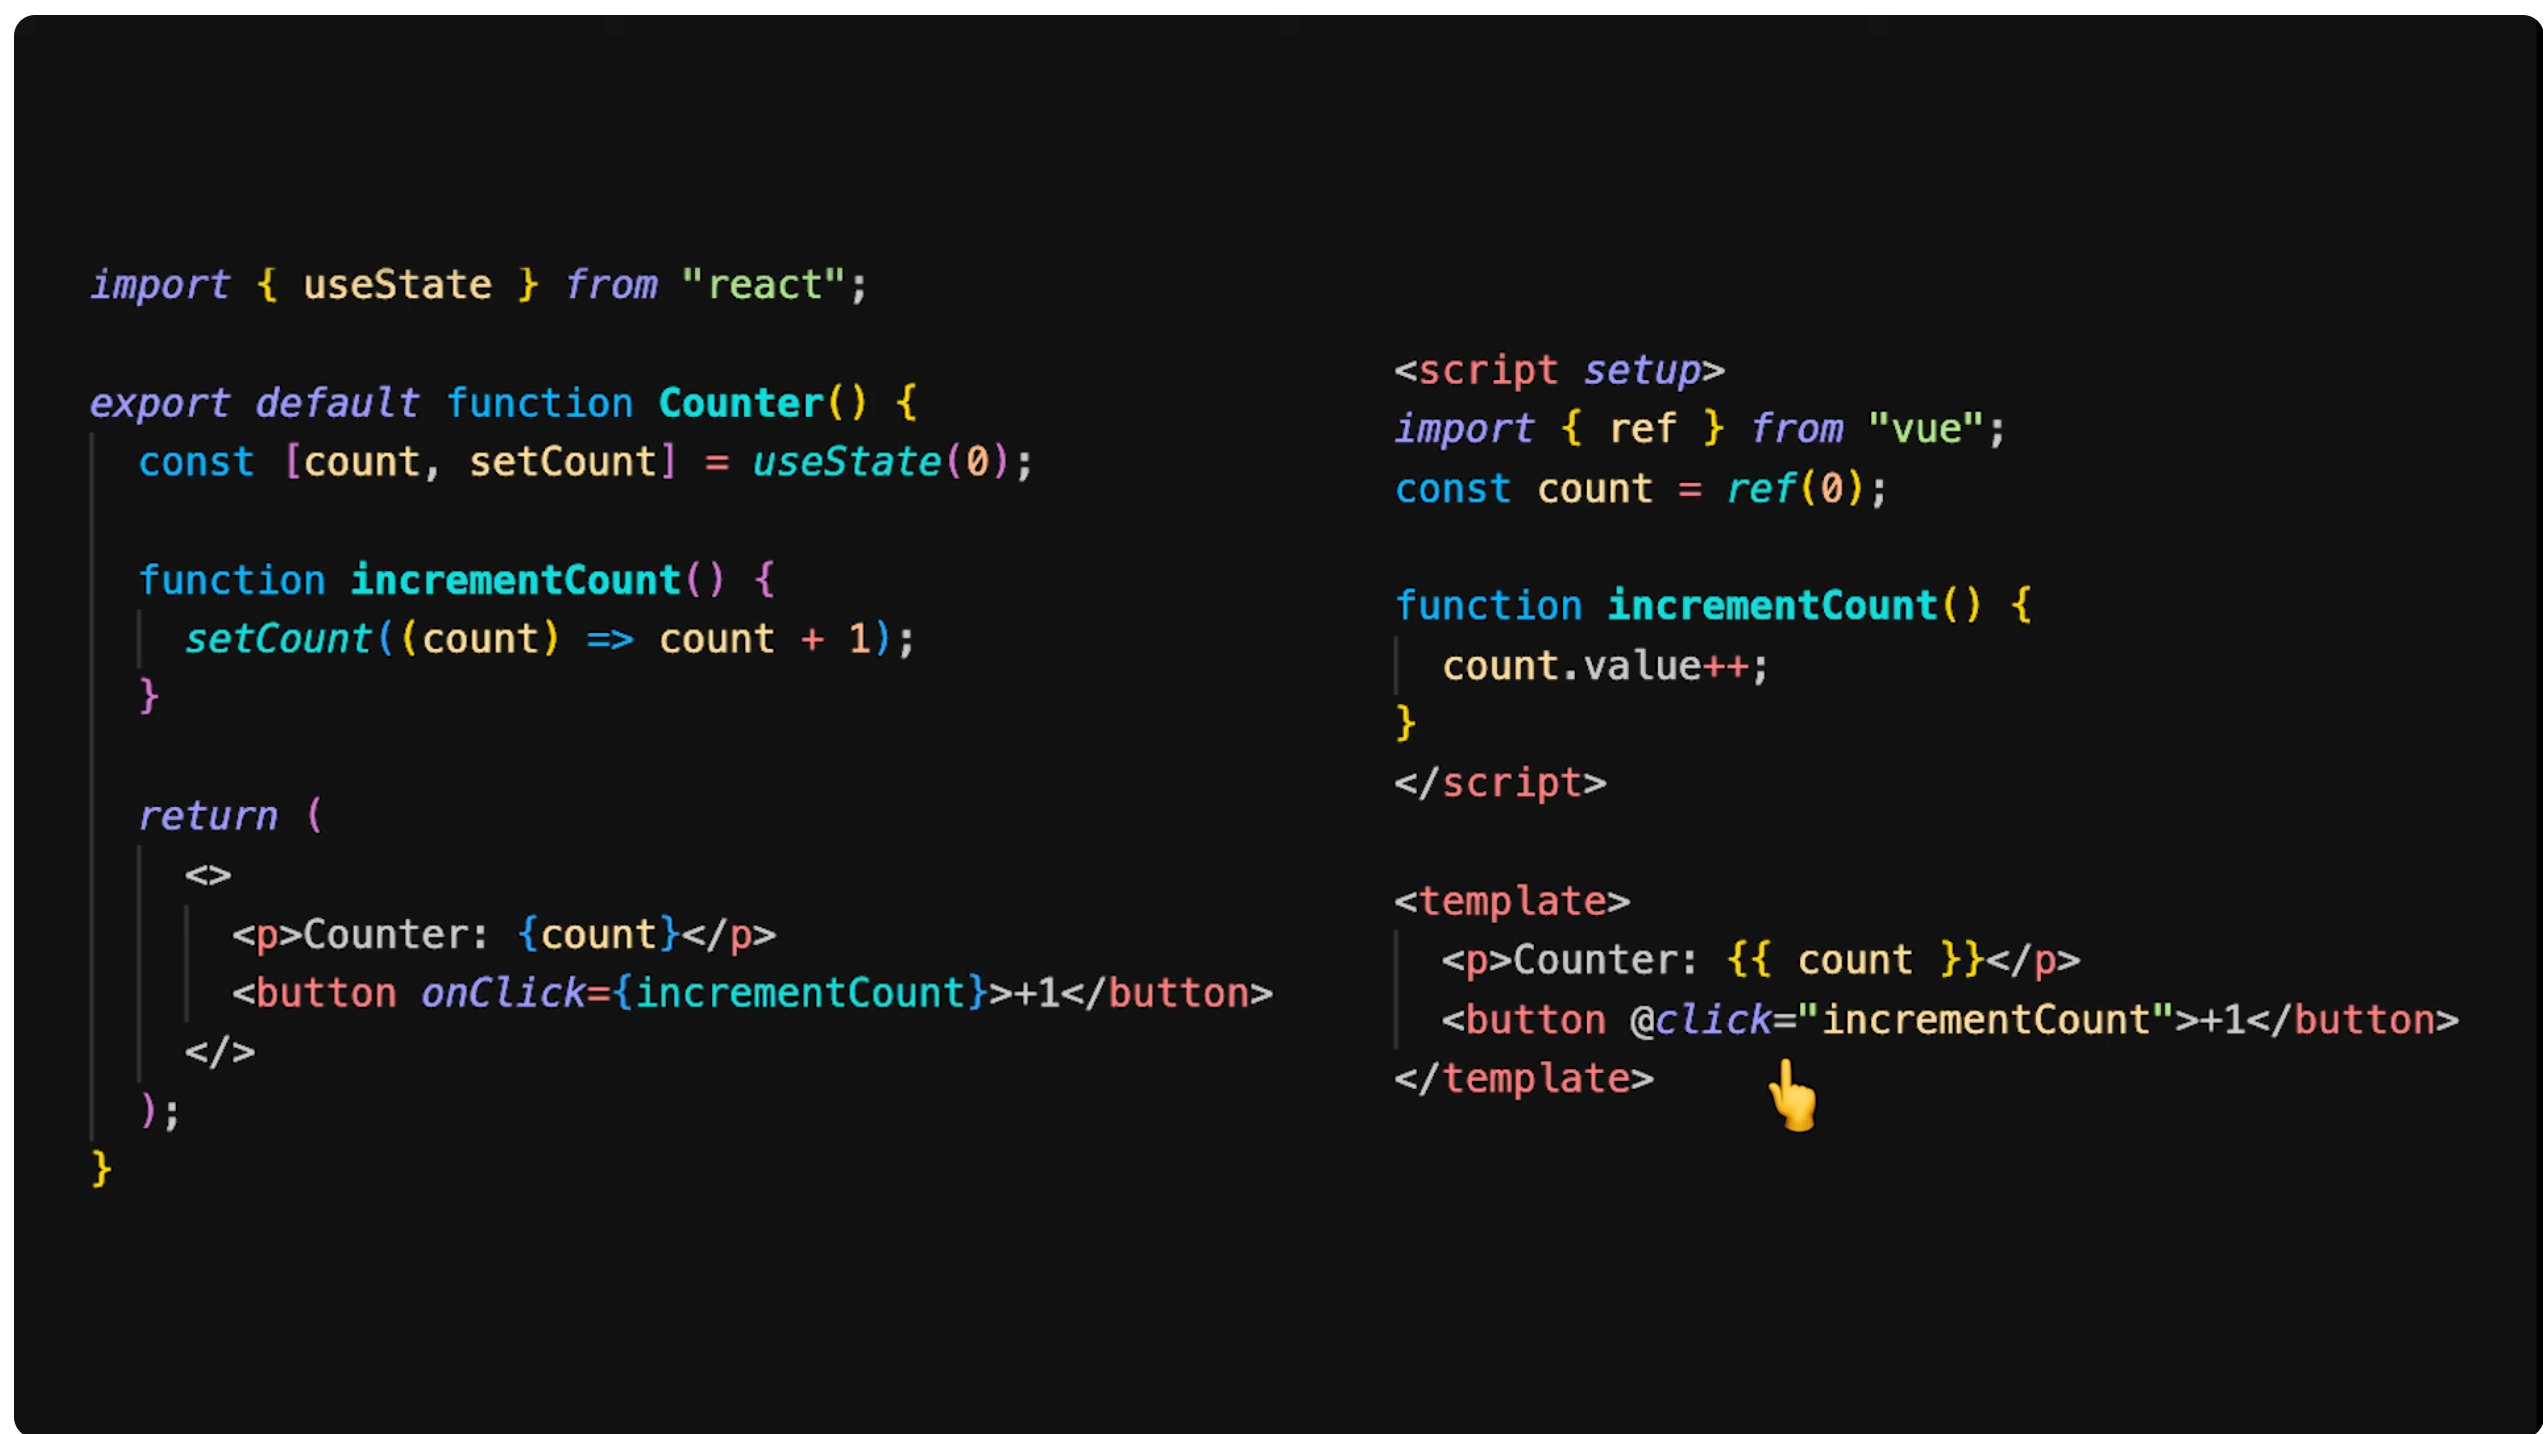 import { useState } from "react";
export default function Counter() {
const [count, setCount] = useState(0);
function incrementCount() {
setCount((count) => count + 1);
}
return (
<>
<p>Counter: {count}</p>
<button onClick={incrementCount}>+1</button>
</>
);
}
<script setup>
import { ref } from "vue";
const count = ref(0);
function incrementCount() {
count.value++;
}
</script>
<template>
<p>Counter: {{ count }}</p>
<button @click="incrementCount">+1</button>
</template>